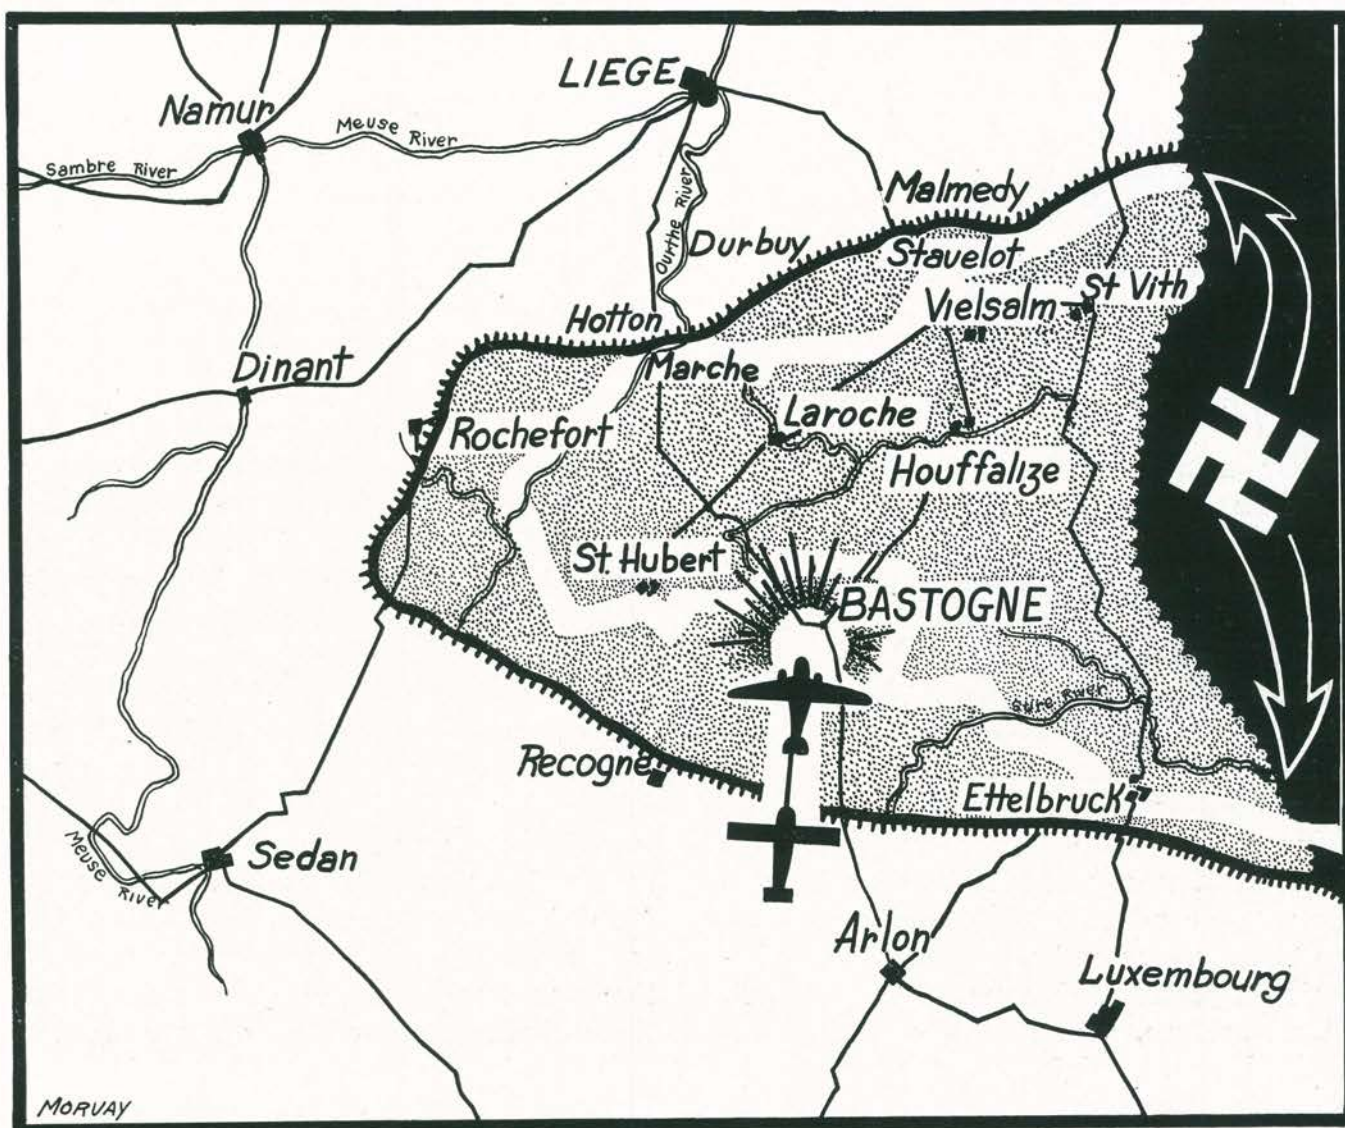 LIEGE
Namur
Meuse River
Sambre River
Malmedy
Ourthe River
Durbuy
Stavelot
St Vith
Vielsalm
Hotton
Dinant
Marche
Laroche
Rochefort
Houffalize
St. Hubert
BASTOGNE
Sure River
Recogne
Ettelbruck
Meuse River
Sedan
Arlon
Luxembourg
MORVAY